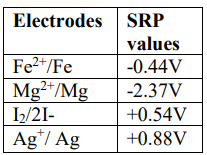 Electrodes SRP values
Fe²⁺/Fe -0.44V
Mg²⁺/Mg -2.37V
I₂/2I- +0.54V
Ag⁺/ Ag +0.88V